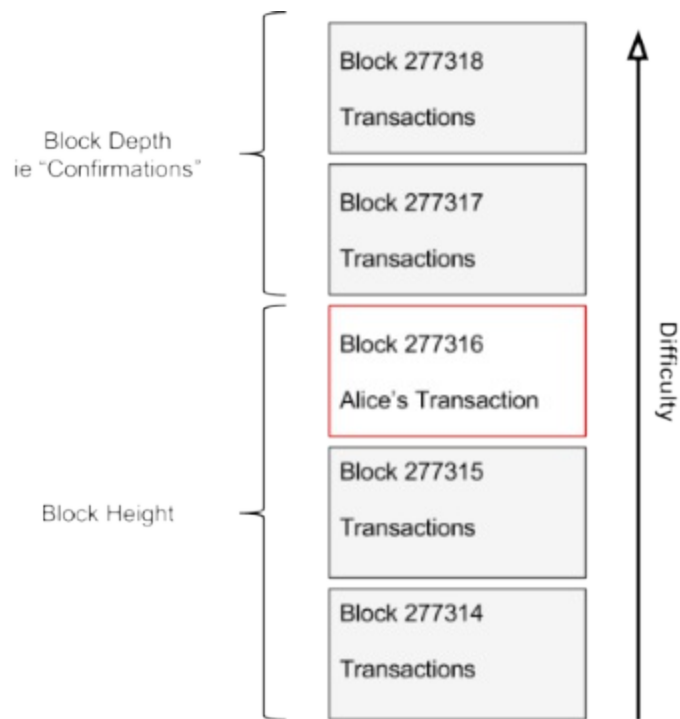 Block 277318
Transactions
Block Depth
ie “Confirmations”
Block 277317
Transactions
Block 277316
Alice’s Transaction
Difficulty
Block 277315
Transactions
Block Height
Block 277314
Transactions